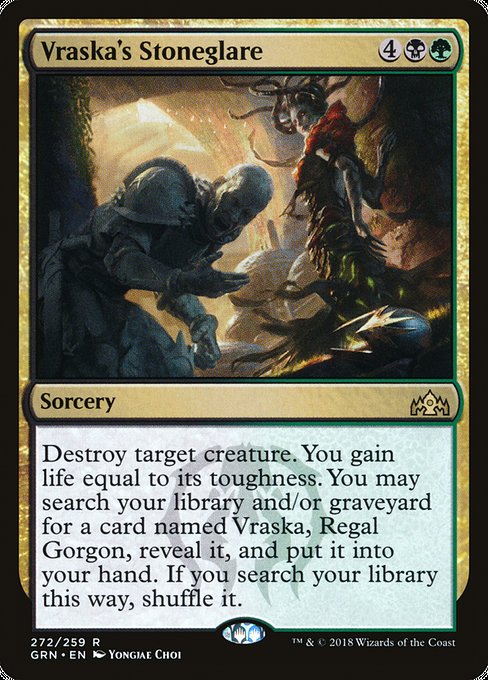 Vraska's Stoneglare 4
Sorcery
Destroy target creature. You gain
life equal to its toughness. You may
search your library and/or graveyard
for a card named Vraska, Regal
Gorgon, reveal it, and put it into
your hand. If you search your library
this way, shuffle it.
272/259 R
GRN • EN Yongjae Choi
™ & © 2018 Wizards of the Coast